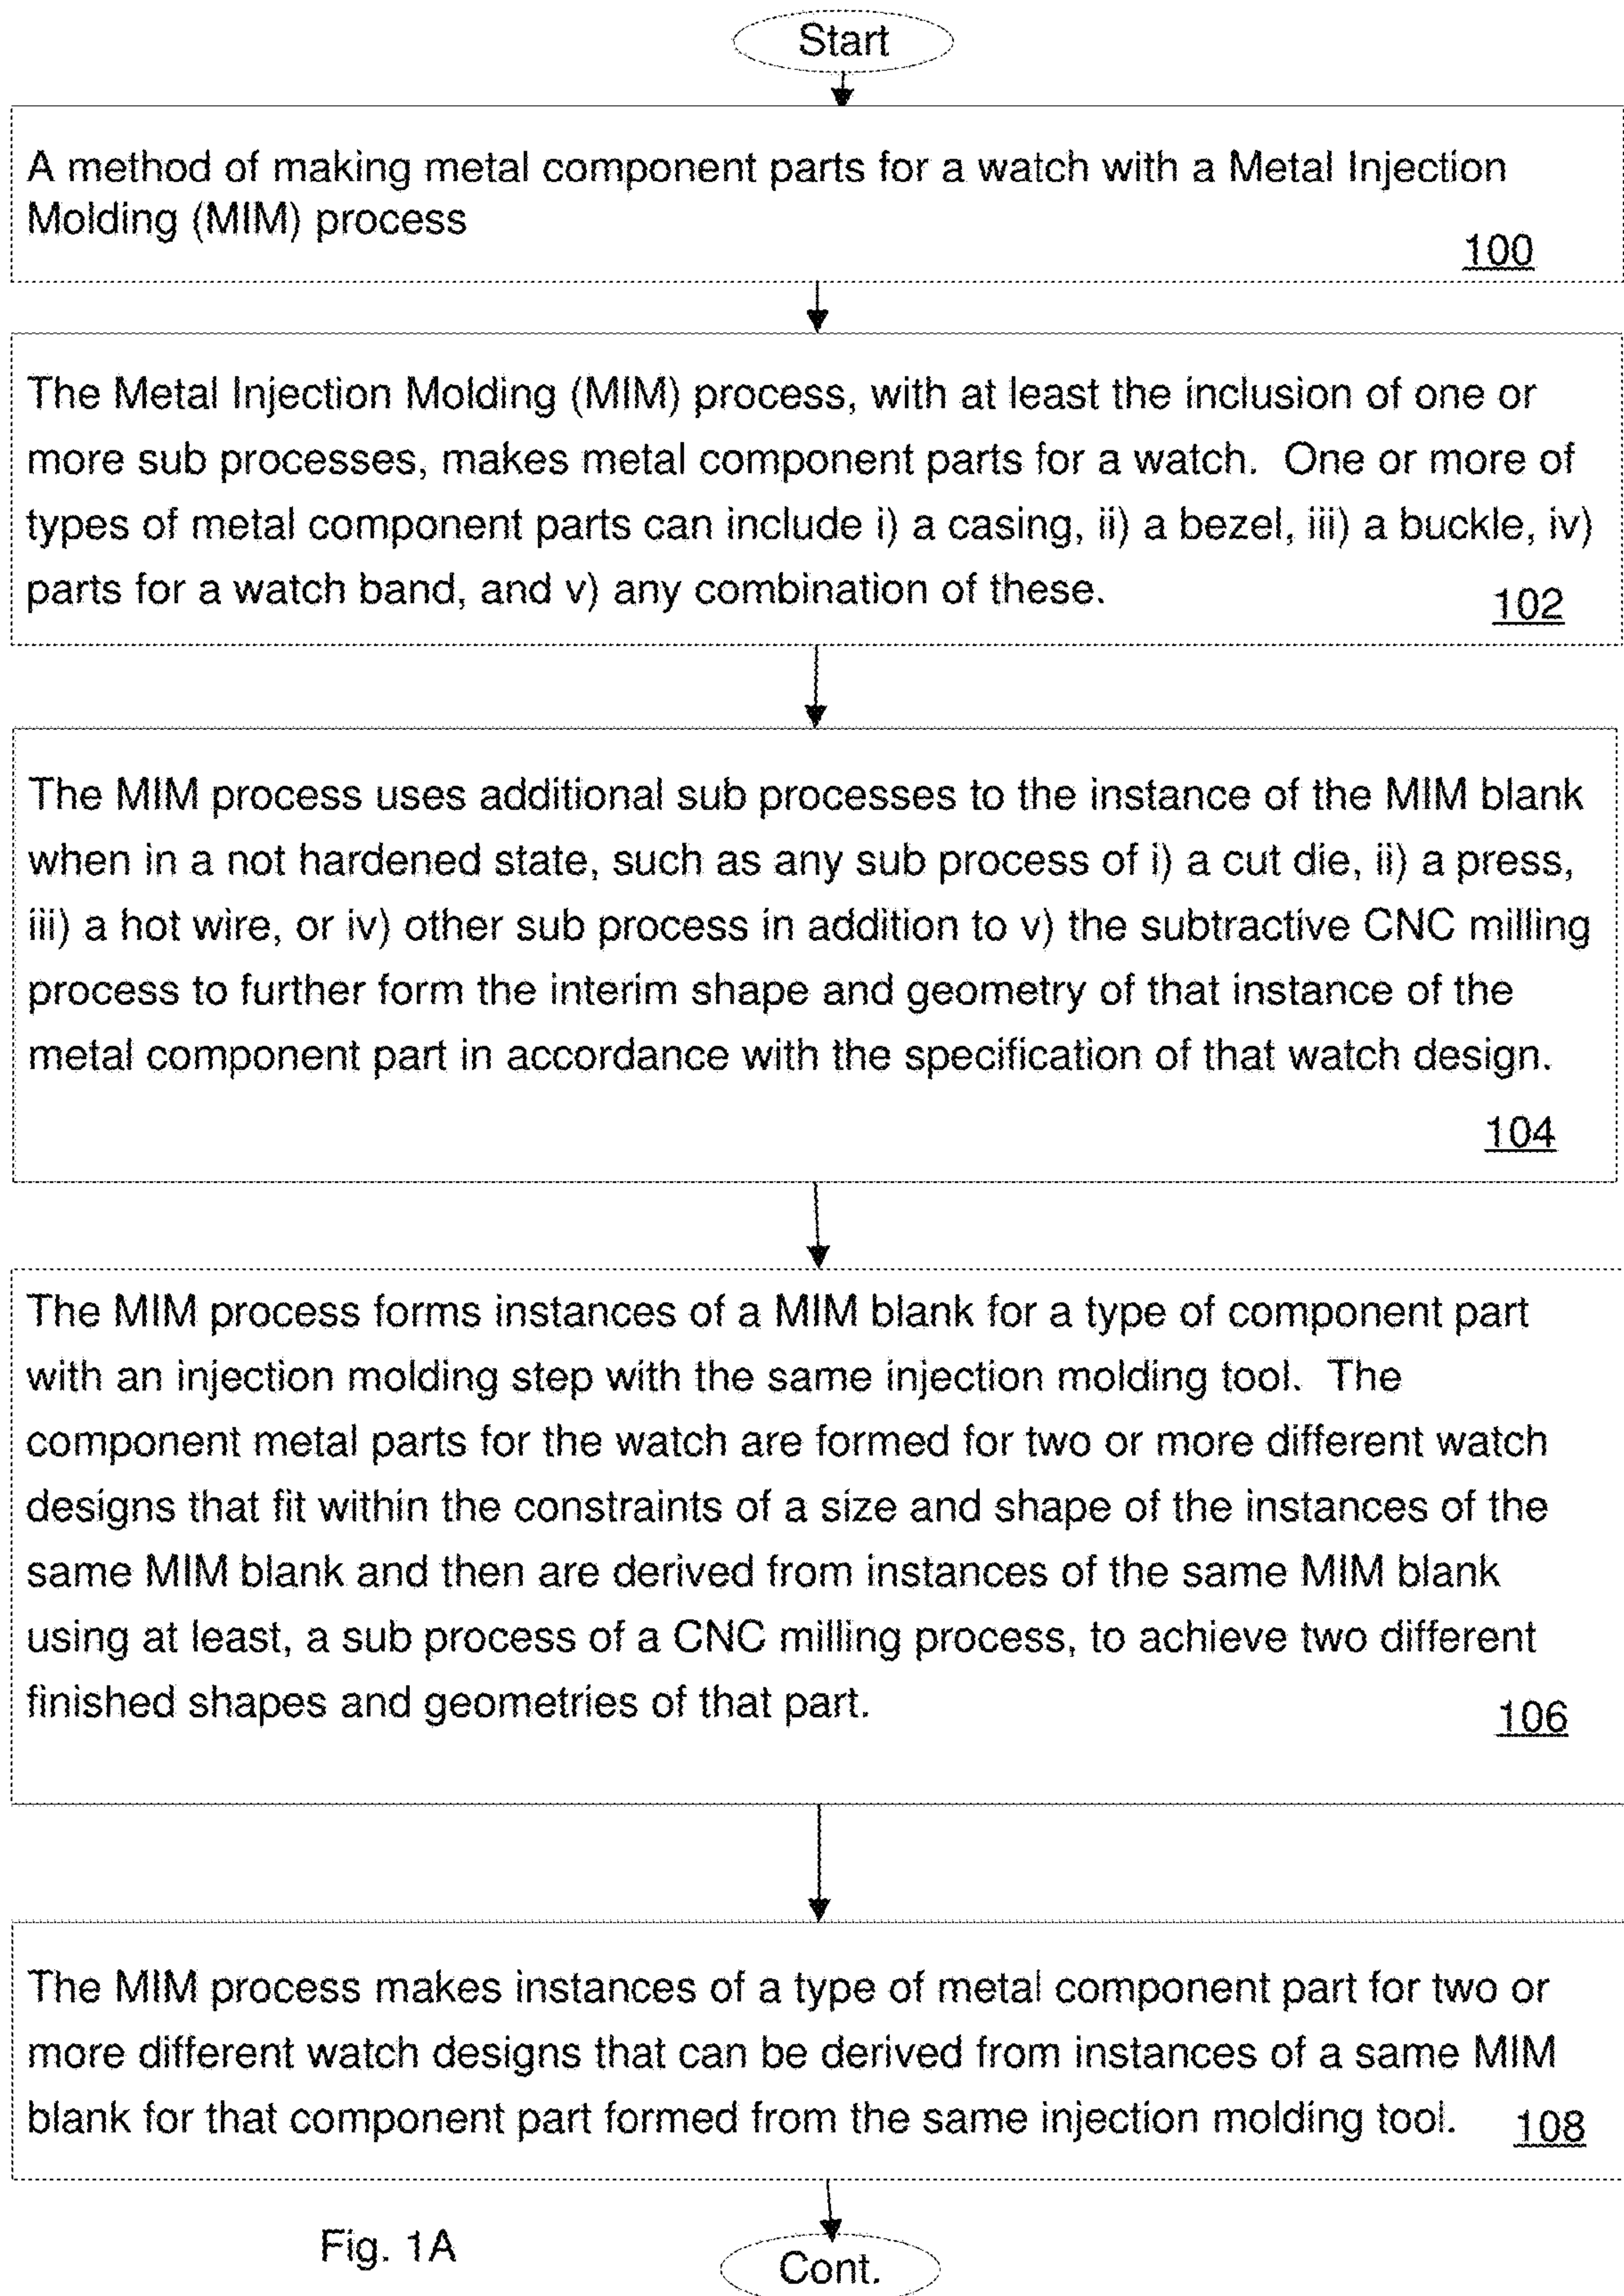 Start
A method of making metal component parts for a watch with a Metal Injection
Molding (MIM) process
100
The Metal Injection Molding (MIM) process, with at least the inclusion of one or
more sub processes, makes metal component parts for a watch. One or more of
types of metal component parts can include i) a casing, ii) a bezel, iii) a buckle, iv)
parts for a watch band, and v) any combination of these.
102
The MIM process uses additional sub processes to the instance of the MIM blank
when in a not hardened state, such as any sub process of i) a cut die, ii) a press,
iii) a hot wire, or iv) other sub process in addition to v) the subtractive CNC milling
process to further form the interim shape and geometry of that instance of the
metal component part in accordance with the specification of that watch design.
104
The MIM process forms instances of a MIM blank for a type of component part
with an injection molding step with the same injection molding tool. The
component metal parts for the watch are formed for two or more different watch
designs that fit within the constraints of a size and shape of the instances of the
same MIM blank and then are derived from instances of the same MIM blank
using at least, a sub process of a CNC milling process, to achieve two different
finished shapes and geometries of that part.
106
The MIM process makes instances of a type of metal component part for two or
more different watch designs that can be derived from instances of a same MIM
blank for that component part formed from the same injection molding tool.
108
Fig. 1A
Cont.